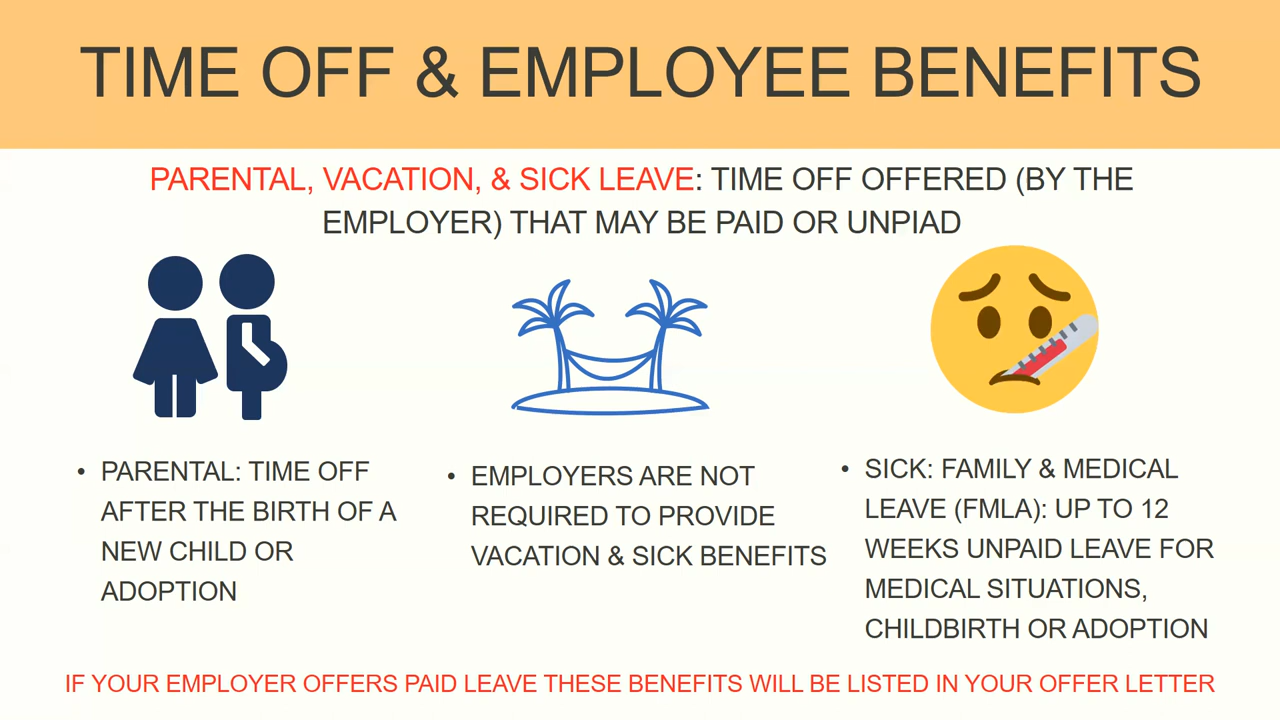 TIME OFF & EMPLOYEE BENEFITS
PARENTAL, VACATION, & SICK LEAVE: TIME OFF OFFERED (BY THE
EMPLOYER) THAT MAY BE PAID OR UNPIAD
• PARENTAL: TIME OFF
AFTER THE BIRTH OF A
NEW CHILD OR
ADOPTION
• EMPLOYERS ARE NOT
REQUIRED TO PROVIDE
VACATION & SICK BENEFITS
• SICK: FAMILY & MEDICAL
LEAVE (FMLA): UP TO 12
WEEKS UNPAID LEAVE FOR
MEDICAL SITUATIONS,
CHILDBIRTH OR ADOPTION
IF YOUR EMPLOYER OFFERS PAID LEAVE THESE BENEFITS WILL BE LISTED IN YOUR OFFER LETTER